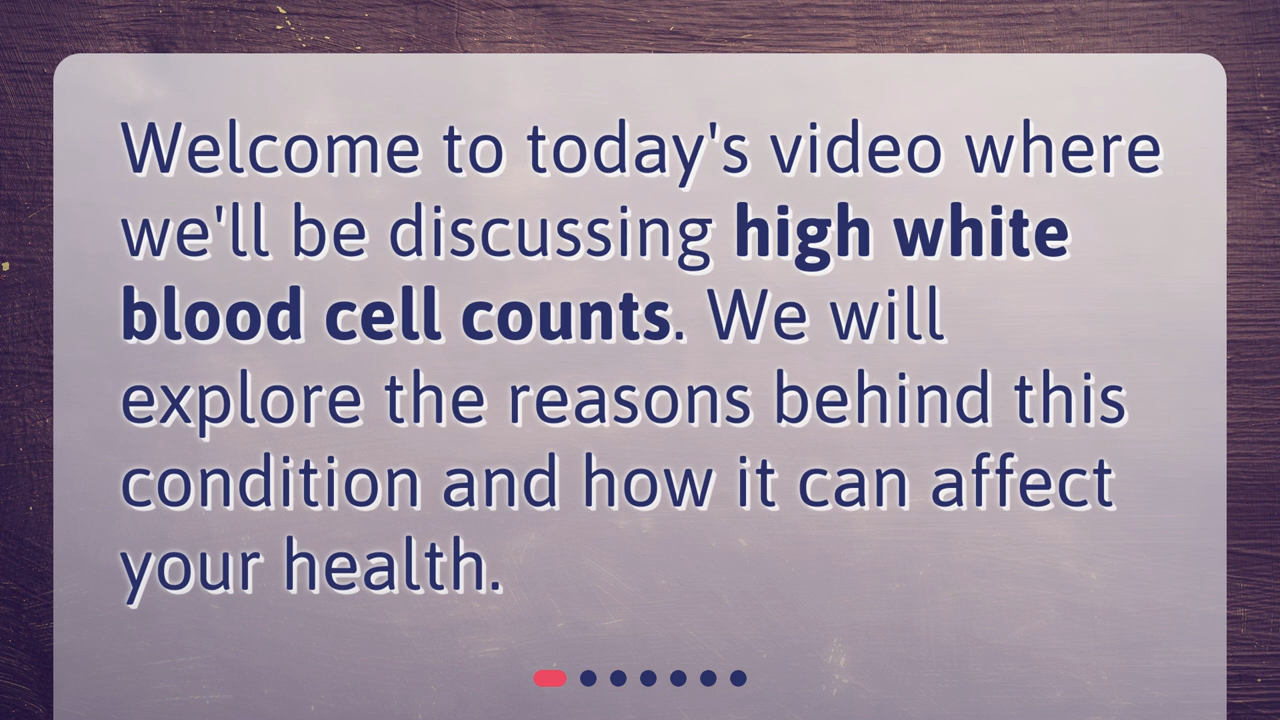 Welcome to today's video where
we'll be discussing high white
blood cell counts. We will
explore the reasons behind this
condition and how it can affect
your health.